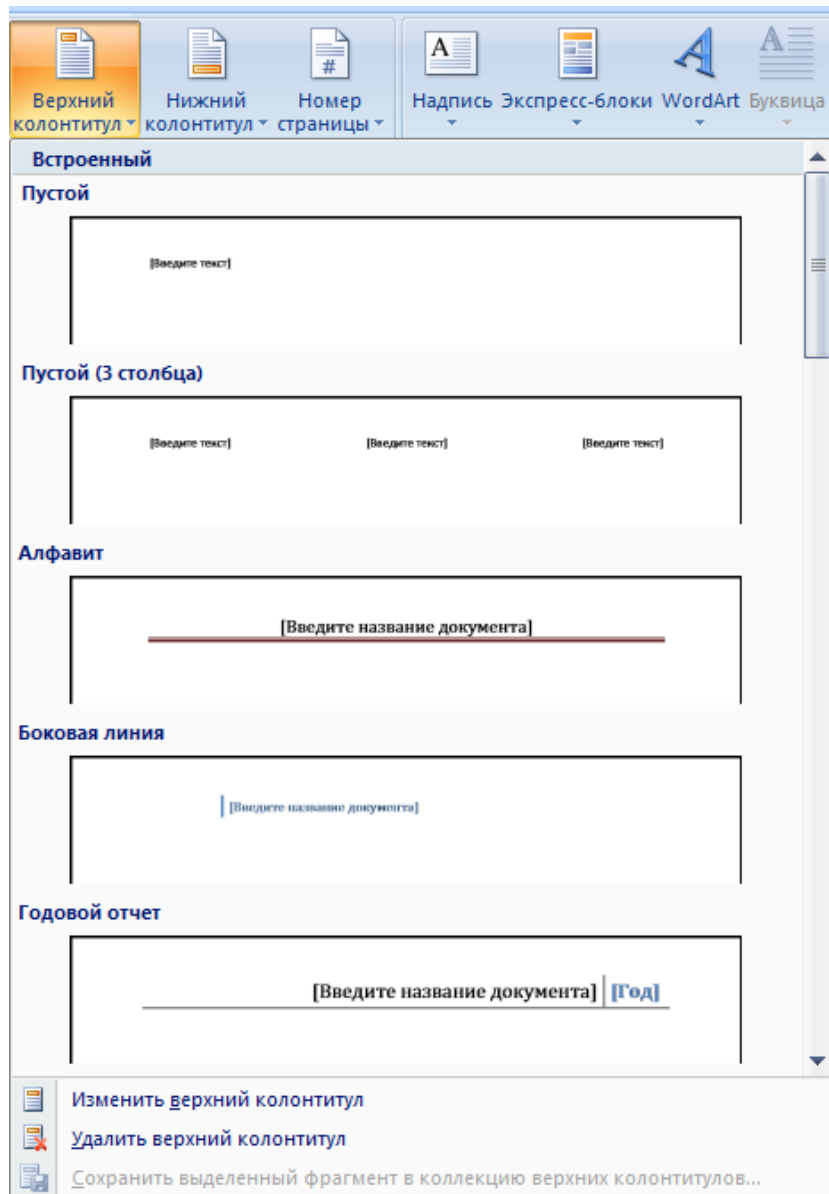 Верхний колонтитул
Нижний колонтитул
Номер страницы
#
A
Надпись
Экспресс-блоки
A
WordArt
A
Буквица
Встроенный
Пустой
[Введите текст]
Пустой (3 столбца)
[Введите текст] [Введите текст] [Введите текст]
Алфавит
[Введите название документа]
Боковая линия
[Введите название документа]
Годовой отчет
[Введите название документа] [Год]
Изменить верхний колонтитул
Удалить верхний колонтитул
Сохранить выделенный фрагмент в коллекцию верхних колонтитулов...